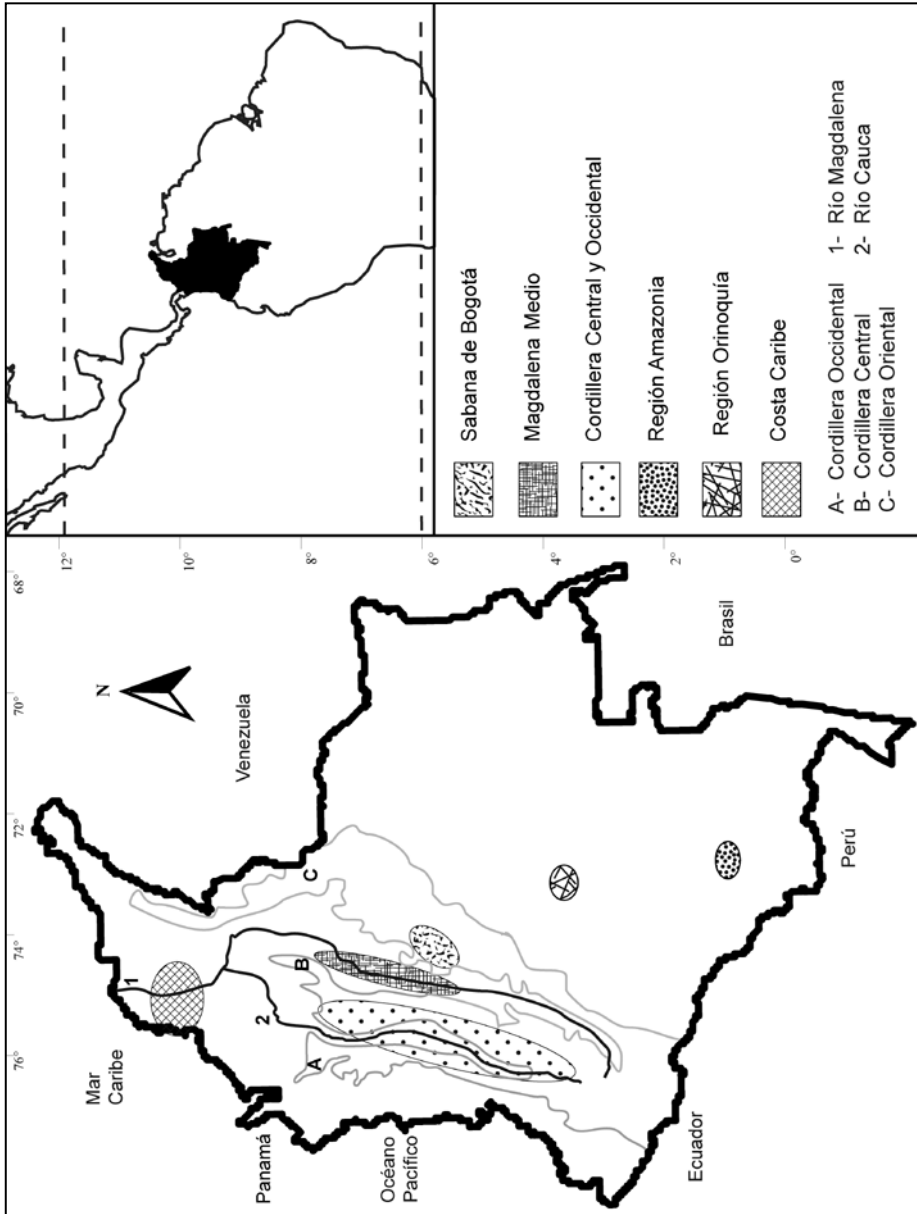 76°
74°
72°
70°
68°
12°
10°
8°
6°
4°
2°
0°
N
Mar
Caribe
Panamá
Océano
Pacífico
Ecuador
Venezuela
Brasil
Perú
1
2
A
B
C
Sabana de Bogotá
Magdalena Medio
Cordillera Central y Occidental
Región Amazonia
Región Orinoquía
Costa Caribe
A- Cordillera Occidental
B- Cordillera Central
C- Cordillera Oriental
1- Río Magdalena
2- Río Cauca